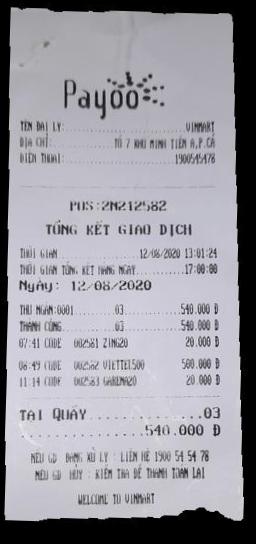 Payoo
TÊN ĐẠI LÝ:...................VINMART
ĐỊA CHỈ:.........TỔ 7 KHU MINH TIẾN A,P.CẨ
ĐIỆN THOẠI:...................1900545478
POS:2N212582
TỔNG KẾT GIAO DỊCH
THỜI GIAN.............12/08/2020 13:01:24
THỜI GIAN TỔNG KẾT HÀNG NGÀY.......17:00:00
Ngày: 12/08/2020
THU NGÂN:0001........03.........540.000 Đ
THÀNH CÔNG...........03.........540.000 Đ
07:41 CODE 002581 ZING20 20.000 Đ
08:49 CODE 002582 VIETTEL500 500.000 Đ
11:14 CODE 002583 GARENA20 20.000 Đ
TẠI QUẦY..............03
..............540.000 Đ
NẾU GD ĐANG XỬ LÝ : LIÊN HỆ 1900 54 54 78
NẾU GD HỦY : KIỂM TRA ĐỂ THANH TOÁN LẠI
WELCOME TO VINMART